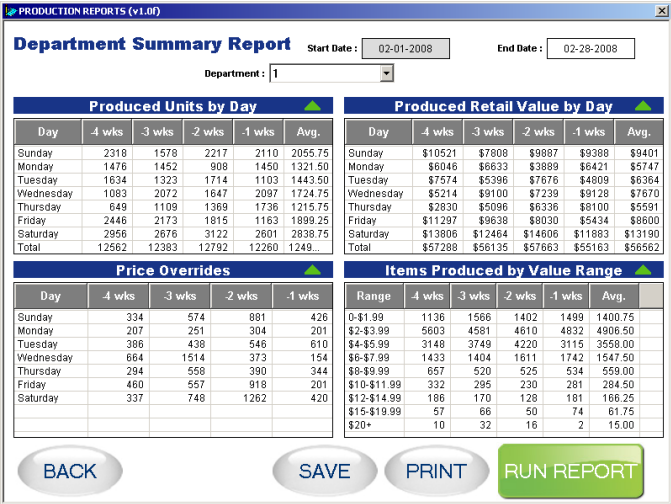 PRODUCTION REPORTS (v1.0f)
Department Summary Report Start Date : 02-01-2008 End Date : 02-28-2008
Department : 1
Produced Units by Day
Day -4 wks -3 wks -2 wks -1 wks Avg.
Sunday 2318 1578 2217 2110 2055.75
Monday 1476 1452 908 1450 1321.50
Tuesday 1634 1323 1714 1103 1443.50
Wednesday 1083 2072 1647 2097 1724.75
Thursday 649 1109 1369 1736 1215.75
Friday 2446 2173 1815 1163 1899.25
Saturday 2956 2676 3122 2601 2838.75
Total 12562 12383 12792 12260 1249...
Produced Retail Value by Day
Day -4 wks -3 wks -2 wks -1 wks Avg.
Sunday $10521 $7808 $9887 $9388 $9401
Monday $6046 $6633 $3889 $6421 $5747
Tuesday $7574 $5395 $7676 $4809 $6364
Wednesday $5214 $9100 $7239 $9128 $7670
Thursday $2830 $5096 $6336 $8100 $5591
Friday $11297 $9638 $8030 $5434 $8600
Saturday $13806 $12464 $14606 $11883 $13190
Total $57288 $56135 $57663 $55163 $56562
Price Overrides
Day -4 wks -3 wks -2 wks -1 wks
Sunday 334 574 881 426
Monday 207 251 304 201
Tuesday 386 438 546 610
Wednesday 664 1514 373 154
Thursday 294 558 390 344
Friday 460 557 918 201
Saturday 337 748 1262 420
Items Produced by Value Range
Range -4 wks -3 wks -2 wks -1 wks Avg.
0-$1.99 1136 1566 1402 1499 1400.75
$2-$3.99 5603 4581 4610 4832 4906.50
$4-$5.99 3148 3749 4220 3115 3558.00
$6-$7.99 1433 1404 1611 1742 1547.50
$8-$9.99 657 520 525 534 559.00
$10-$11.99 332 295 230 281 284.50
$12-$14.99 186 170 128 181 166.25
$15-$19.99 57 66 50 74 61.75
$20+ 10 32 16 2 15.00
BACK SAVE PRINT RUN REPORT